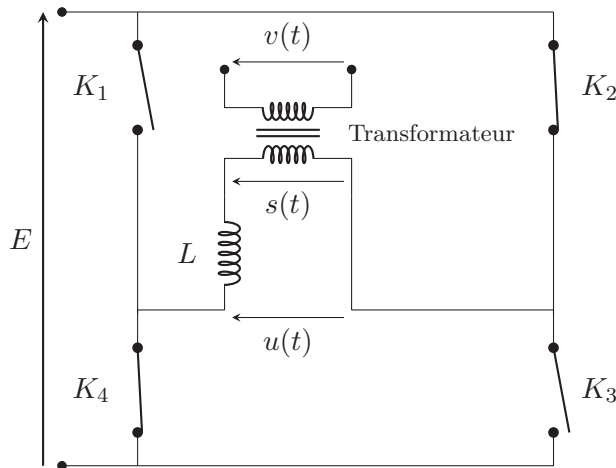 v(t)
K₁
K₂
Transformateur
s(t)
E
L
u(t)
K₄
K₃